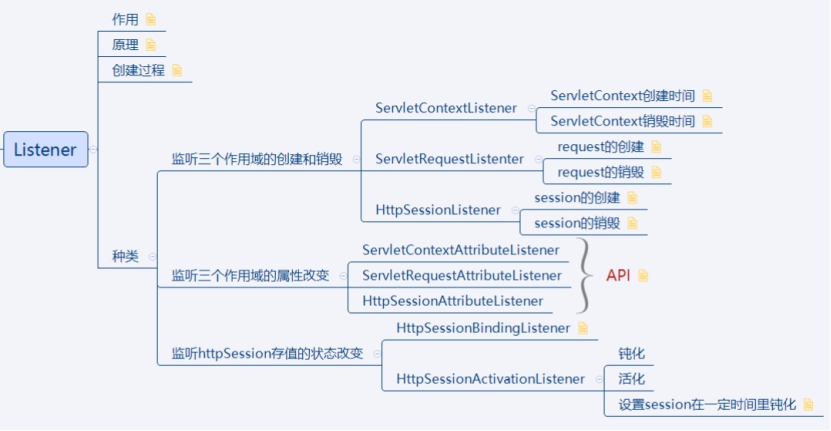 Listener
作用
原理
创建过程
种类
监听三个作用域的创建和销毁
ServletContextListener
ServletContext创建时间
ServletContext销毁时间
ServletRequestListenter
request的创建
request的销毁
HttpSessionListener
session的创建
session的销毁
监听三个作用域的属性改变
ServletContextAttributeListener
ServletRequestAttributeListener
HttpSessionAttributeListener
API
监听httpSession存值的状态改变
HttpSessionBindingListener
HttpSessionActivationListener
钝化
活化
设置session在一定时间里钝化